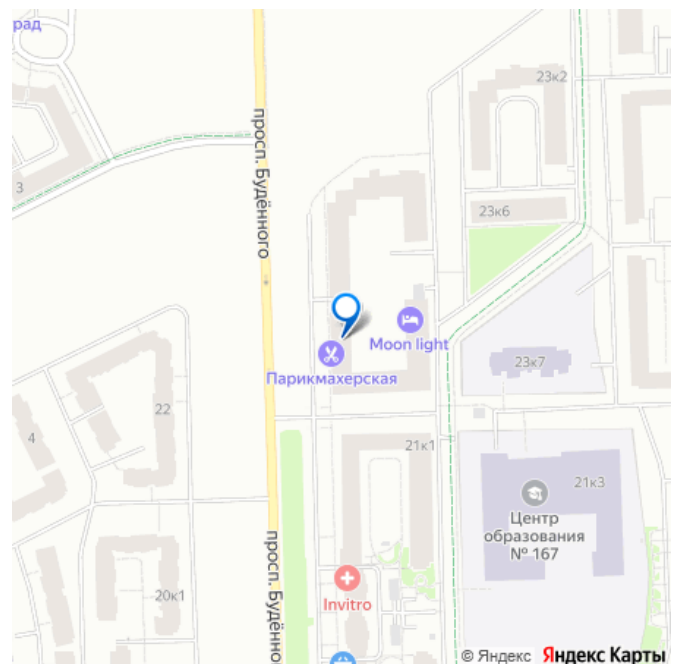 рад
23к2
просп. Будённого
3
23к6
Moon light
Парикмахерская
23к7
22
4
21к1
21к3
Центр
образования
№ 167
просп. Будённо
Invitro
20к1
© Яндекс Яндекс Карты